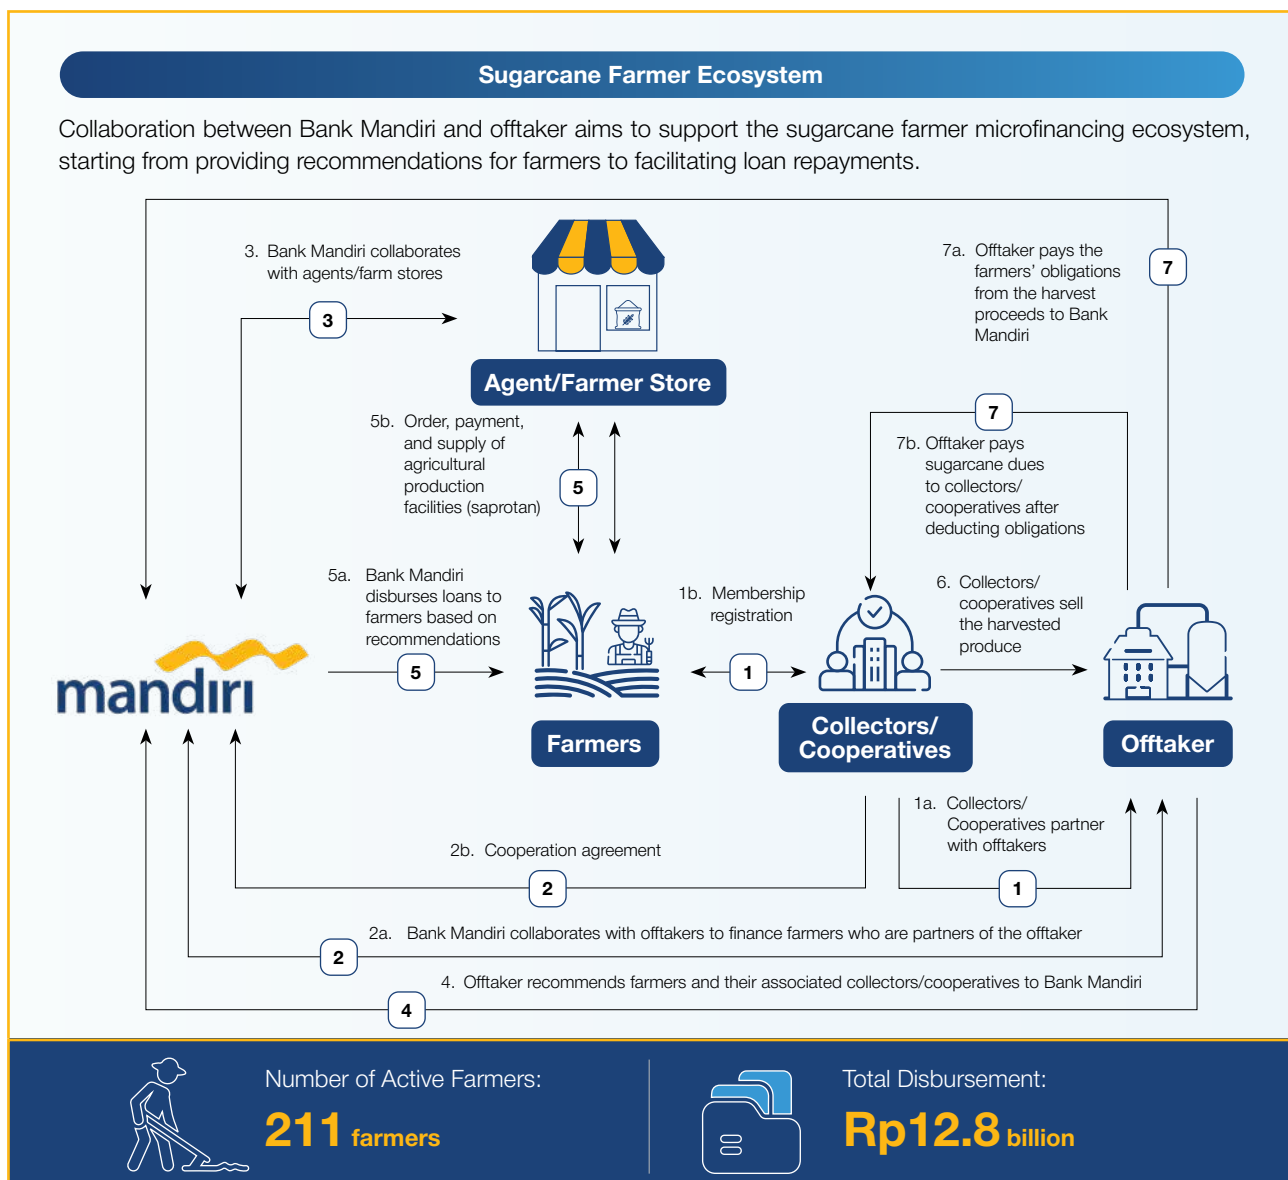 Sugarcane Farmer Ecosystem
Collaboration between Bank Mandiri and offtaker aims to support the sugarcane farmer microfinancing ecosystem,
starting from providing recommendations for farmers to facilitating loan repayments.
3. Bank Mandiri collaborates
with agents/farm stores
3
Agent/Farmer Store
7a. Offtaker pays the
farmers' obligations
from the harvest
proceeds to Bank
Mandiri
7
5b. Order, payment,
and supply of
agricultural
production
facilities (saprotan)
5
7
7b. Offtaker pays
sugarcane dues
to collectors/
cooperatives after
deducting obligations
5a. Bank Mandiri
disburses loans to
farmers based on
recommendations
5
1b. Membership
registration
1
6. Collectors/
cooperatives sell
the harvested
produce
mandiri
Farmers
Collectors/
Cooperatives
Offtaker
1a. Collectors/
Cooperatives partner
with offtakers
1
2b. Cooperation agreement
2
2a. Bank Mandiri collaborates with offtakers to finance farmers who are partners of the offtaker
2
4. Offtaker recommends farmers and their associated collectors/cooperatives to Bank Mandiri
4
Number of Active Farmers:
211 farmers
Total Disbursement:
Rp12.8 billion